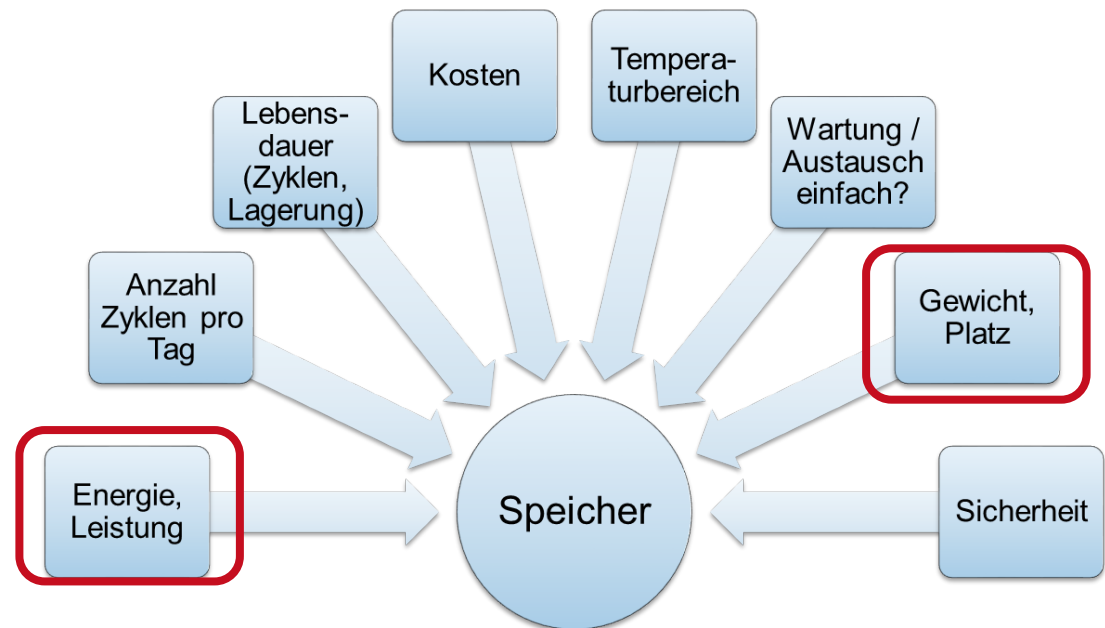 Kosten
Tempera-
turbereich
Lebens-
dauer
(Zyklen,
Lagerung)
Wartung /
Austausch
einfach?
Anzahl
Zyklen pro
Tag
Gewicht,
Platz
Energie,
Leistung
Speicher
Sicherheit